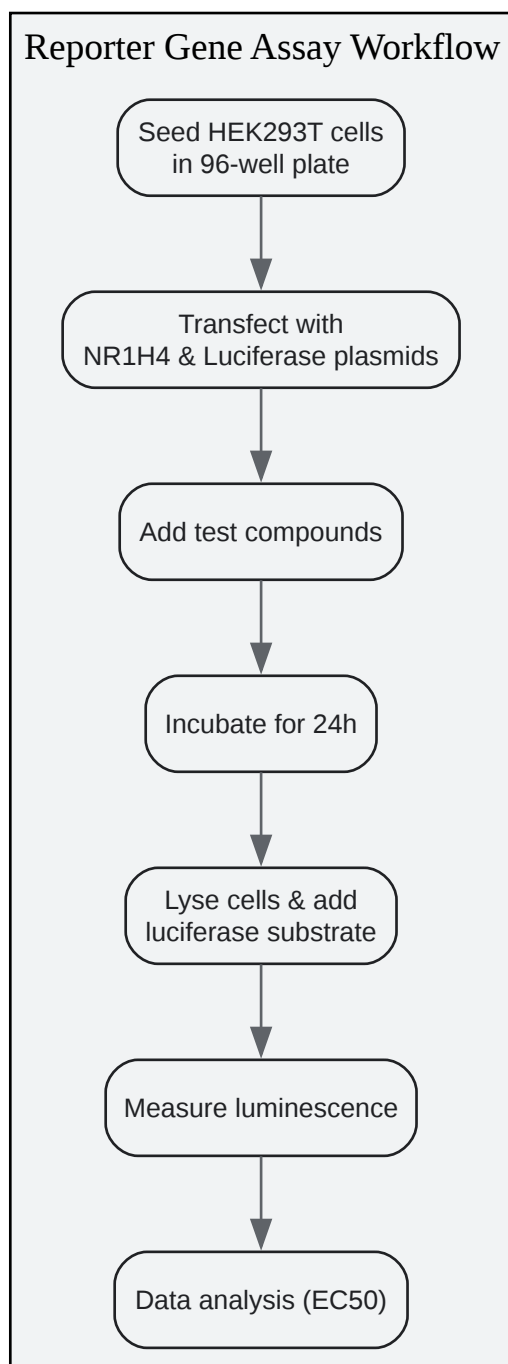 Reporter Gene Assay Workflow
Seed HEK293T cells
in 96-well plate
Transfect with
NR1H4 & Luciferase plasmids
Add test compounds
Incubate for 24h
Lyse cells & add
luciferase substrate
Measure luminescence
Data analysis (EC50)